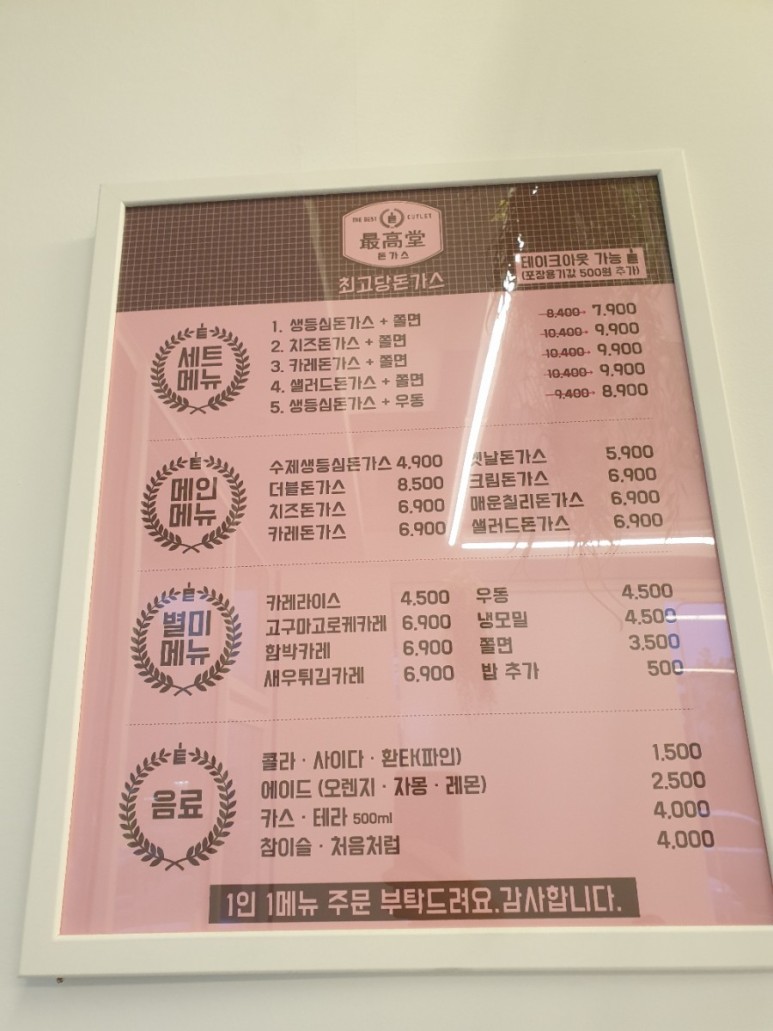 THE BEST CUTLET
最高堂
돈가스
최고당돈가스
테이크아웃 가능
(포장용기값 500원 추가)
세트
메뉴
1. 생등심돈가스 + 쫄면 8.400→ 7.900
2. 치즈돈가스 + 쫄면 10.400→ 9.900
3. 카레돈가스 + 쫄면 10.400→ 9.900
4. 샐러드돈가스 + 쫄면 10.400→ 9.900
5. 생등심돈가스 + 우동 9.400→ 8.900
메인
메뉴
수제생등심돈가스 4.900 옛날돈가스 5.900
더블돈가스 8.500 크림돈가스 6.900
치즈돈가스 6.900 매운칠리돈가스 6.900
카레돈가스 6.900 샐러드돈가스 6.900
별미
메뉴
카레라이스 4.500 우동 4.500
고구마고로케카레 6.900 냉모밀 4.500
함박카레 6.900 쫄면 3.500
새우튀김카레 6.900 밥 추가 500
음료
콜라 · 사이다 · 환타(파인) 1.500
에이드 (오렌지 · 자몽 · 레몬) 2.500
카스 · 테라 500ml 4.000
참이슬 · 처음처럼 4.000
1인 1메뉴 주문 부탁드려요.감사합니다.